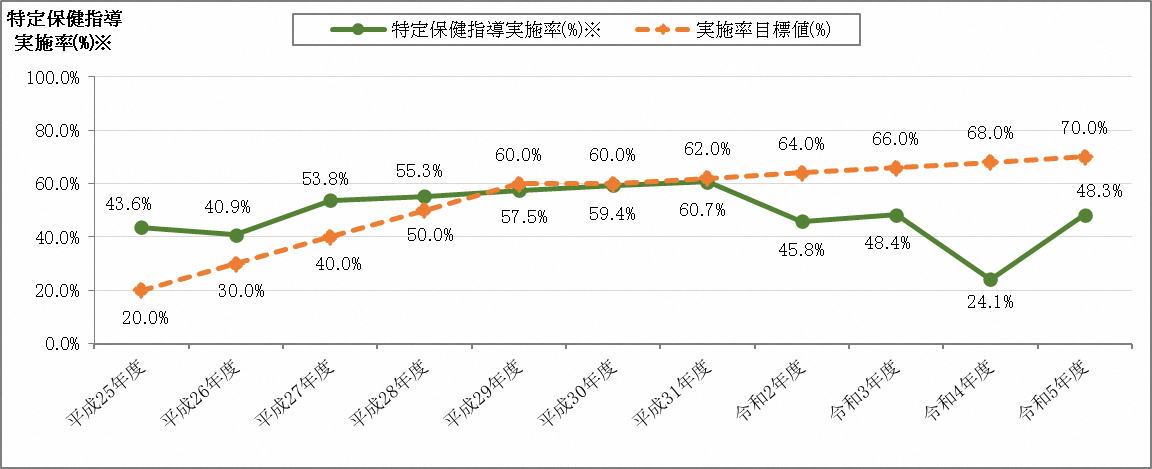 特定保健指導
実施率(%)※
特定保健指導実施率(%)※
実施率目標値(%)
100.0%
80.0%
60.0%
40.0%
20.0%
0.0%
43.6%
40.9%
53.8%
55.3%
57.5%
59.4%
60.7%
45.8%
48.4%
24.1%
48.3%
20.0%
30.0%
40.0%
50.0%
60.0%
60.0%
62.0%
64.0%
66.0%
68.0%
70.0%
平成25年度
平成26年度
平成27年度
平成28年度
平成29年度
平成30年度
平成31年度
令和2年度
令和3年度
令和4年度
令和5年度